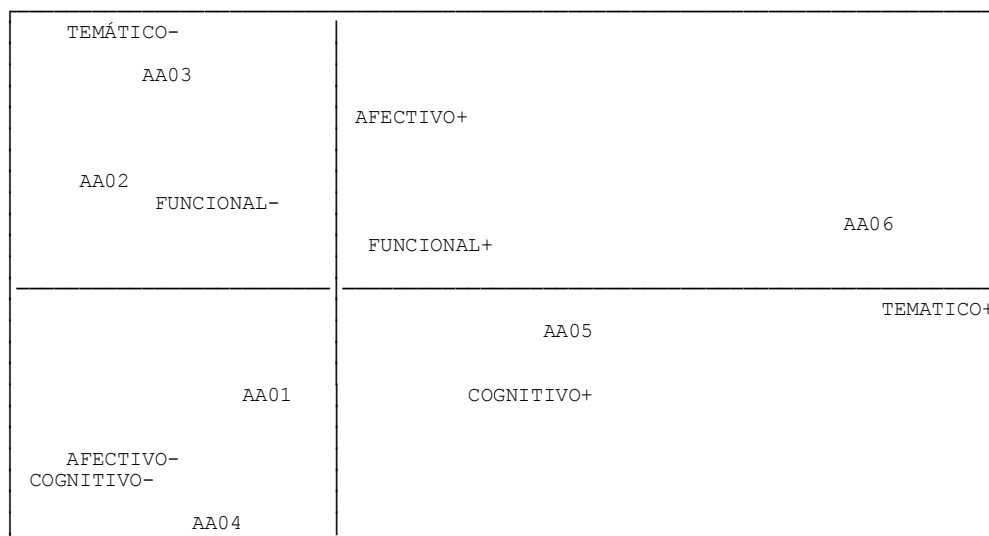 TEMÁTICO-
AA03
AFECTIVO+
AA02
FUNCIONAL-
AA06
FUNCIONAL+
TEMATICO+
AA05
AA01 COGNITIVO+
AFECTIVO-
COGNITIVO-
AA04